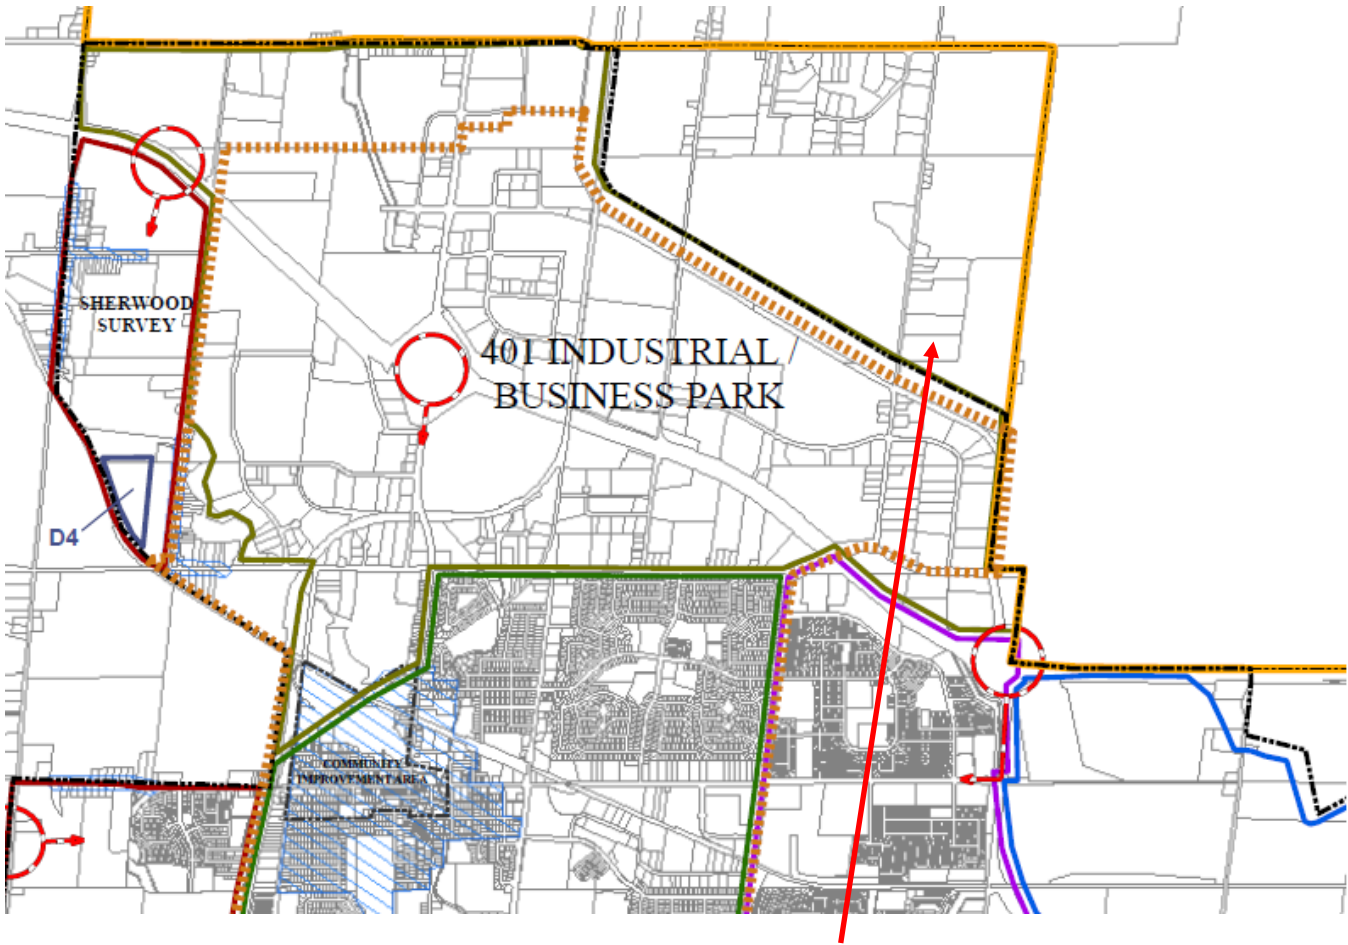 SHERWOOD
SURVEY
401 INDUSTRIAL /
BUSINESS PARK
D4
COMMUNITY
IMPROVEMENT AREA